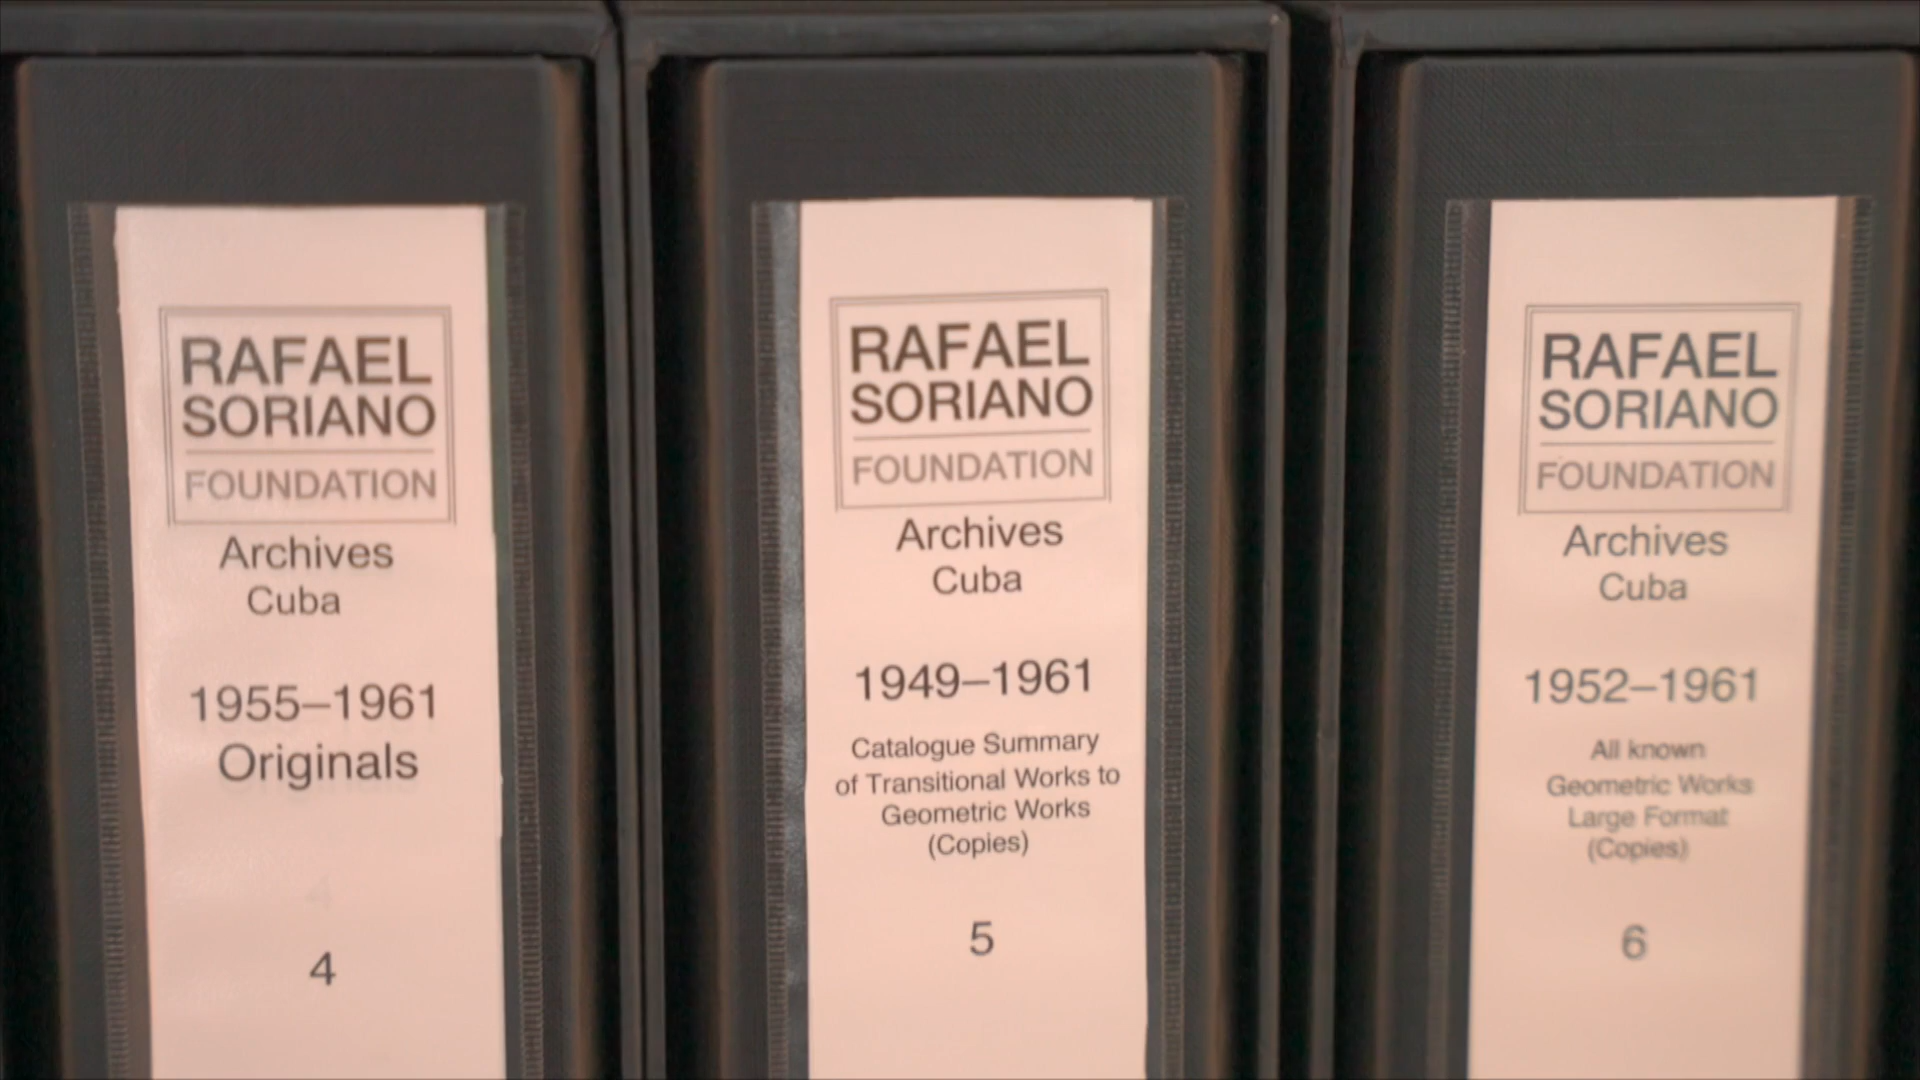 RAFAEL
SORIANO
FOUNDATION
Archives
Cuba
1955–1961
Originals
4
RAFAEL
SORIANO
FOUNDATION
Archives
Cuba
1949–1961
Catalogue Summary
of Transitional Works to
Geometric Works
(Copies)
5
RAFAEL
SORIANO
FOUNDATION
Archives
Cuba
1952–1961
All known
Geometric Works
Large Format
(Copies)
6